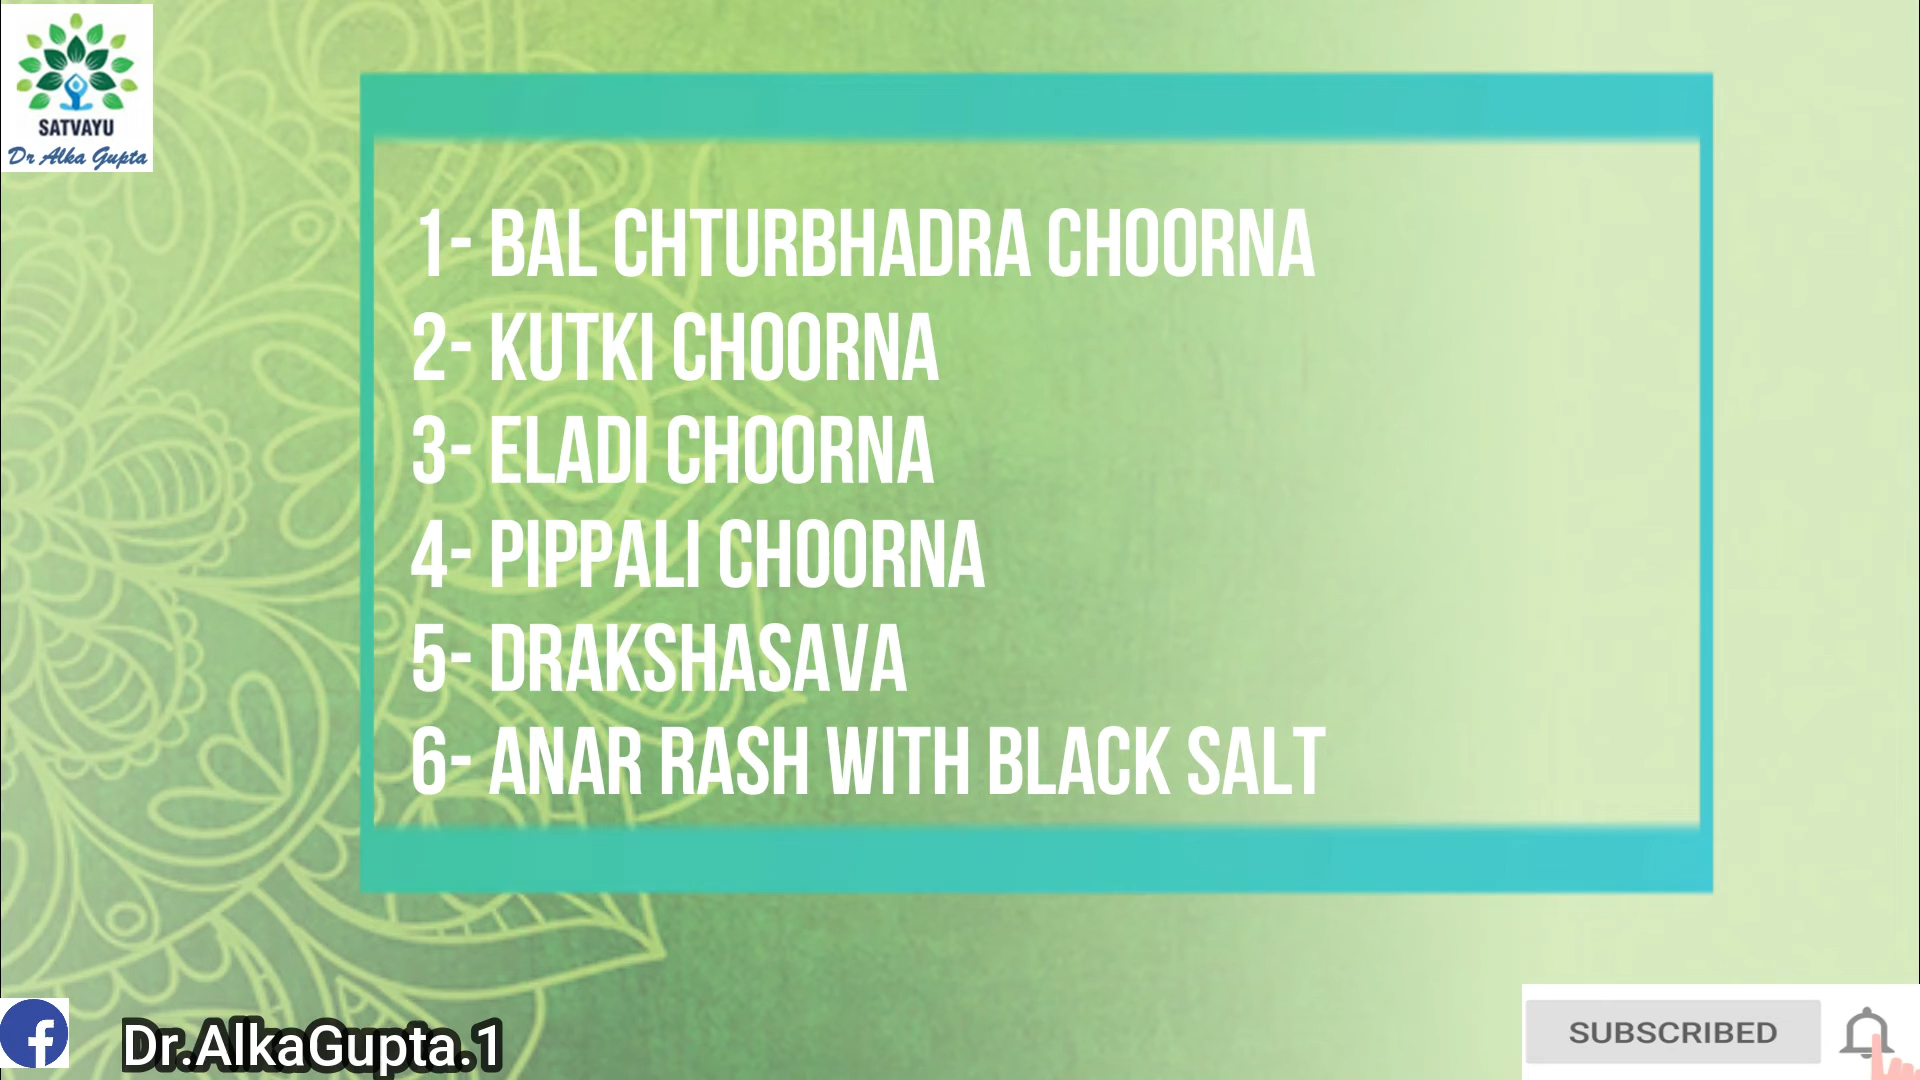 SATVAYU
Dr Alka Gupta
1- BAL CHTURBHADRA CHOORNA
2- KUTKI CHOORNA
3- ELADI CHOORNA
4- PIPPALI CHOORNA
5- DRAKSHASAVA
6- ANAR RASH WITH BLACK SALT
Dr.AlkaGupta.1
SUBSCRIBED